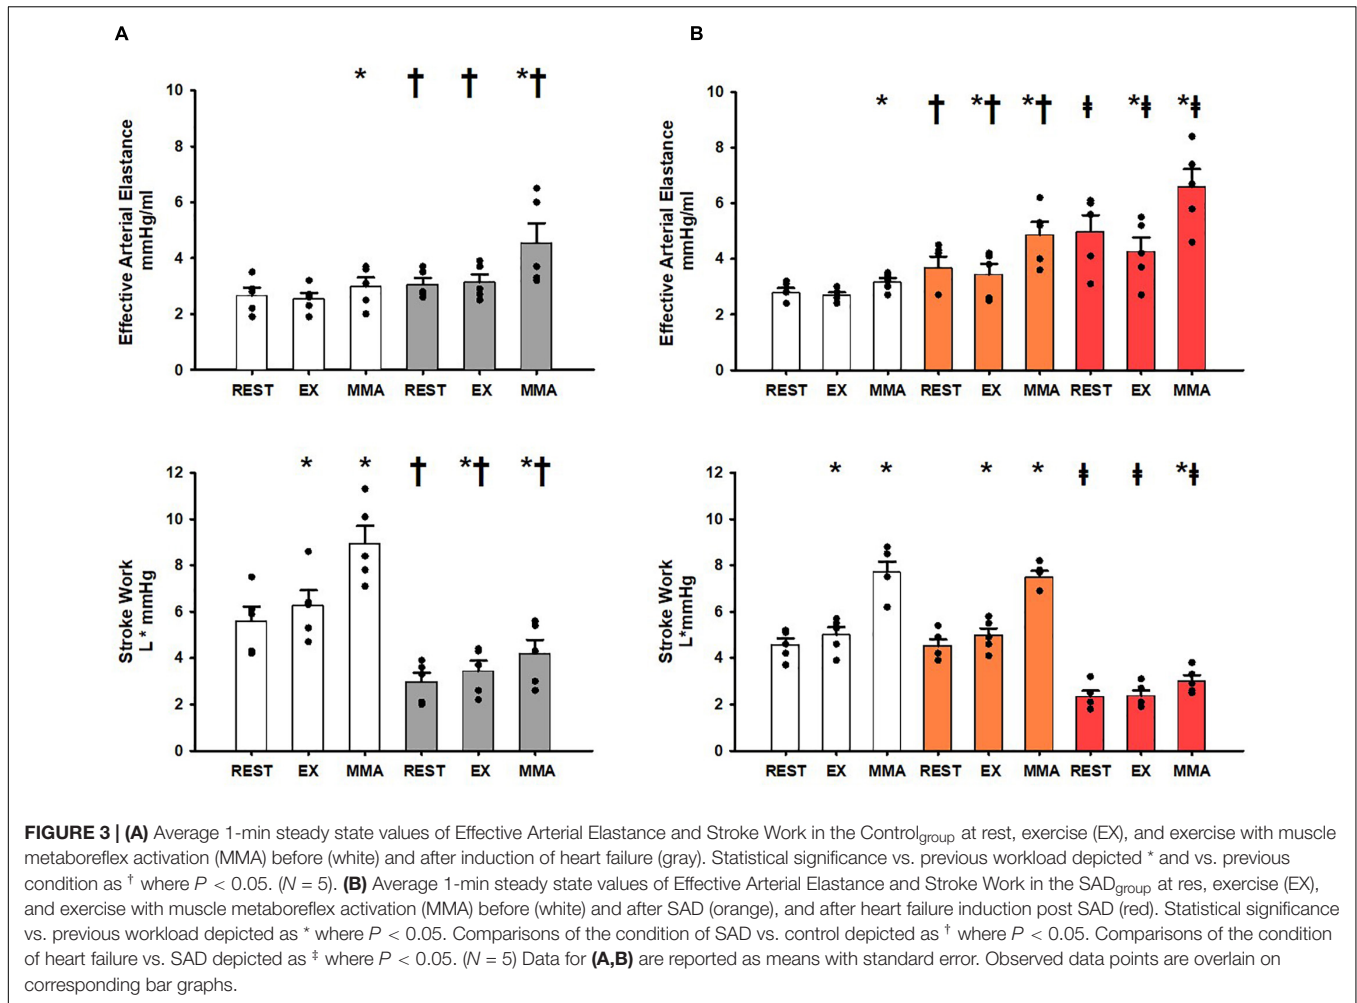 A
B
* † † *†
* † *† *† ‡ *‡ *‡
Effective Arterial Elastance
mmHg/ml
10
8
6
4
2
0
REST EX MMA REST EX MMA
Effective Arterial Elastance
mmHg/ml
10
8
6
4
2
0
REST EX MMA REST EX MMA REST EX MMA
* * † *† *†
Stroke Work
L* mmHg
12
10
8
6
4
2
0
REST EX MMA REST EX MMA
* * * * ‡ ‡ *‡
Stroke Work
L*mmHg
12
10
8
6
4
2
0
REST EX MMA REST EX MMA REST EX MMA
FIGURE 3 | (A) Average 1-min steady state values of Effective Arterial Elastance and Stroke Work in the Controlgroup at rest, exercise (EX), and exercise with muscle
metaboreflex activation (MMA) before (white) and after induction of heart failure (gray). Statistical significance vs. previous workload depicted * and vs. previous
condition as † where P < 0.05. (N = 5). (B) Average 1-min steady state values of Effective Arterial Elastance and Stroke Work in the SADgroup at res, exercise (EX),
and exercise with muscle metaboreflex activation (MMA) before (white) and after SAD (orange), and after heart failure induction post SAD (red). Statistical significance
vs. previous workload depicted as * where P < 0.05. Comparisons of the condition of SAD vs. control depicted as † where P < 0.05. Comparisons of the condition
of heart failure vs. SAD depicted as ‡ where P < 0.05. (N = 5) Data for (A,B) are reported as means with standard error. Observed data points are overlain on
corresponding bar graphs.